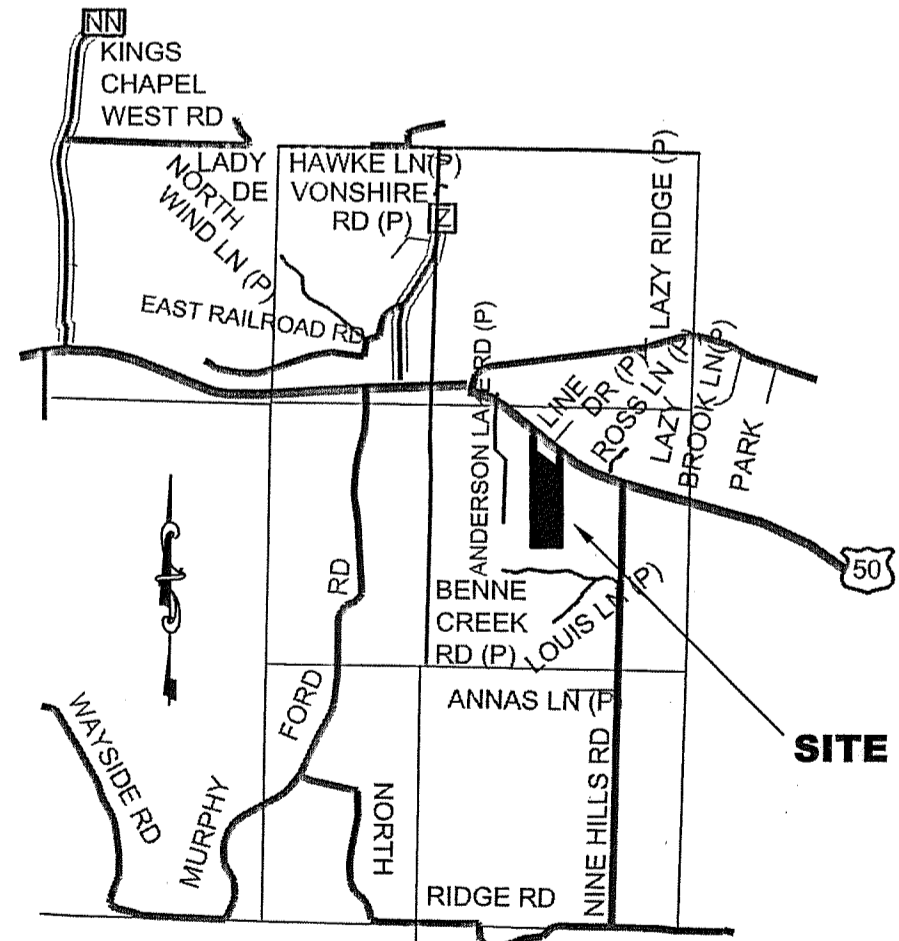 NN
KINGS
CHAPEL
WEST RD
LADY HAWKE LN(P)
DE VONSHIRE
RD (P)
NORTH
WIND LN (P)
Z
EAST RAILROAD RD
LAZY RIDGE (P)
ANDERSON LAKE RD (P)
LINE
DR (P)
ROSS LN (P)
LAZY
BROOK LN(P)
PARK
50
RD
FORD
MURPHY
BENNE
CREEK
RD (P)
LOUIS LN (P)
ANNAS LN (P
SITE
WAYSIDE RD
NORTH
RIDGE RD
NINE HILLS RD